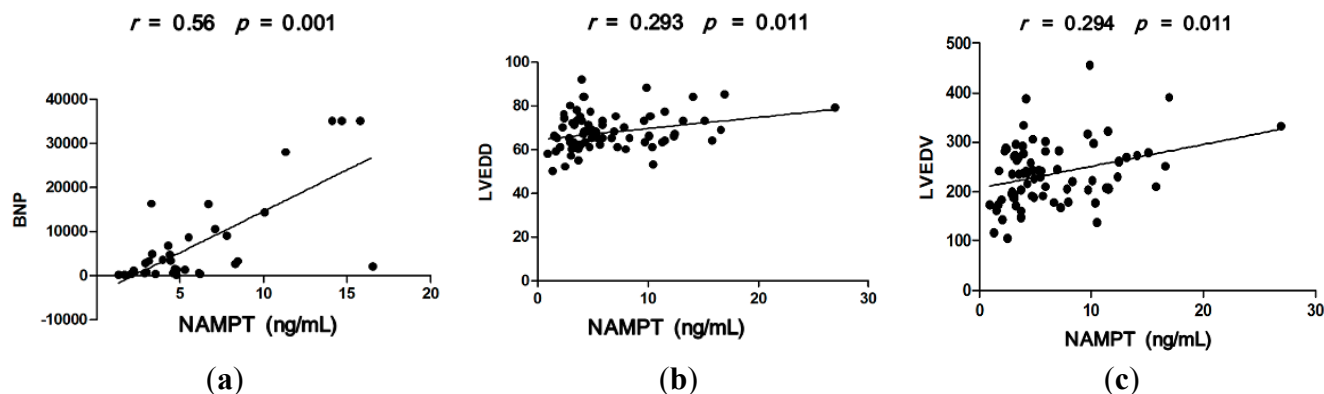 r = 0.56 p = 0.001
BNP
40000
30000
20000
10000
0
-10000
5
10
15
20
NAMPT (ng/mL)
(a)
r = 0.293 p = 0.011
LVEDD
100
80
60
40
20
0
0
10
20
30
NAMPT (ng/mL)
(b)
r = 0.294 p = 0.011
LVEDV
500
400
300
200
100
0
0
10
20
30
NAMPT (ng/mL)
(c)